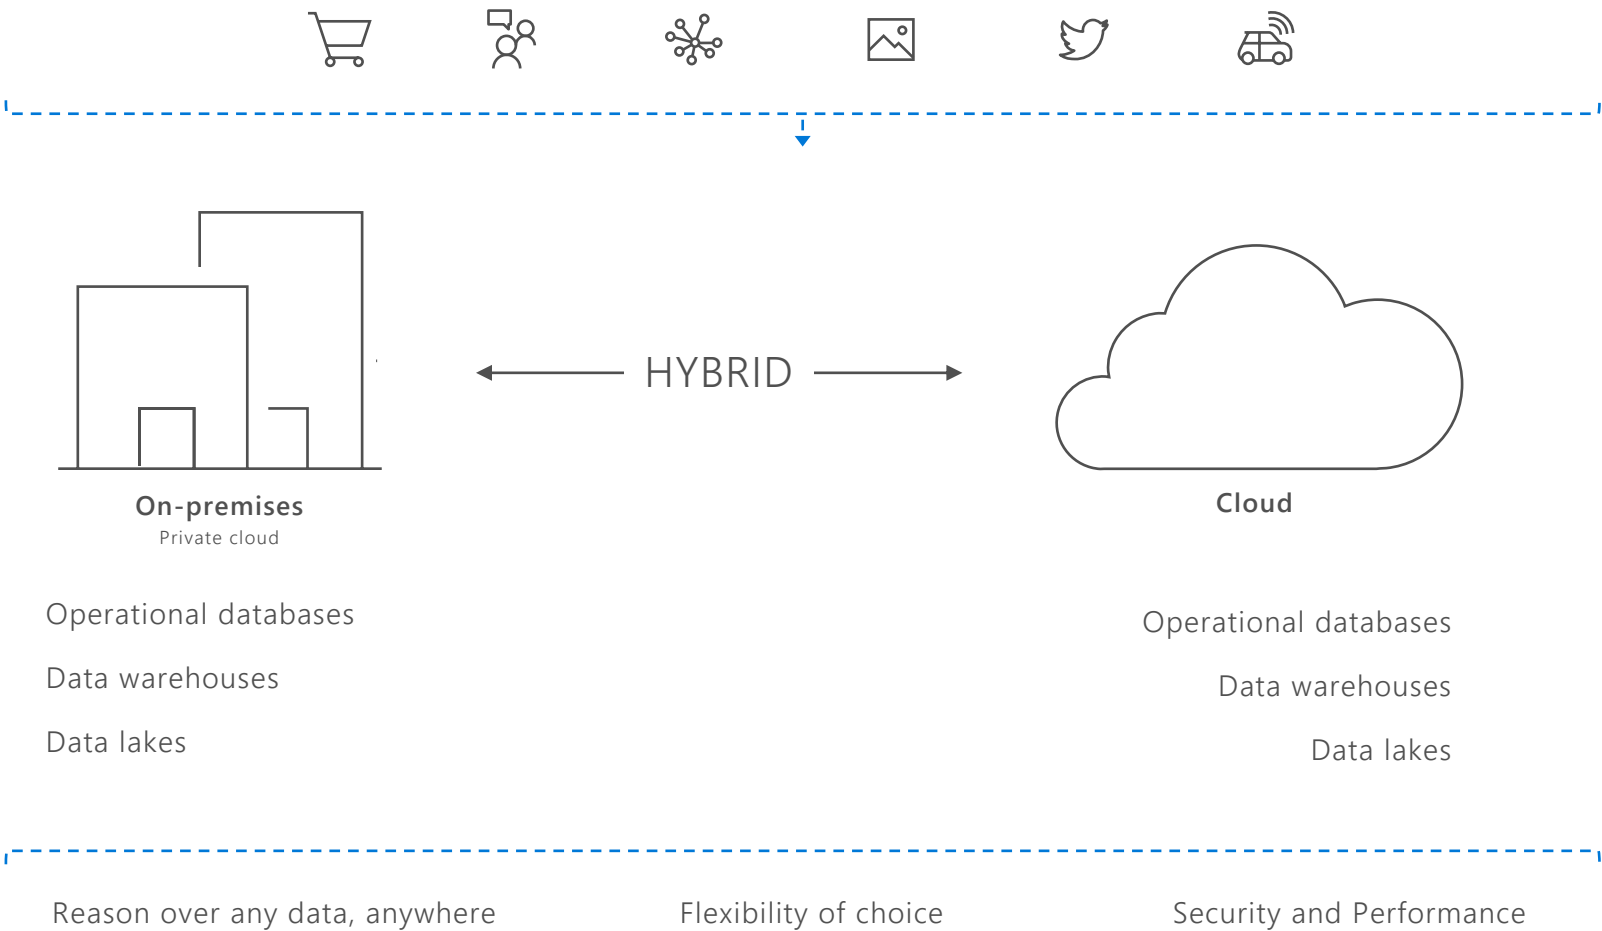 HYBRID
On-premises
Private cloud
Cloud
Operational databases
Data warehouses
Data lakes
Operational databases
Data warehouses
Data lakes
Reason over any data, anywhere
Flexibility of choice
Security and Performance